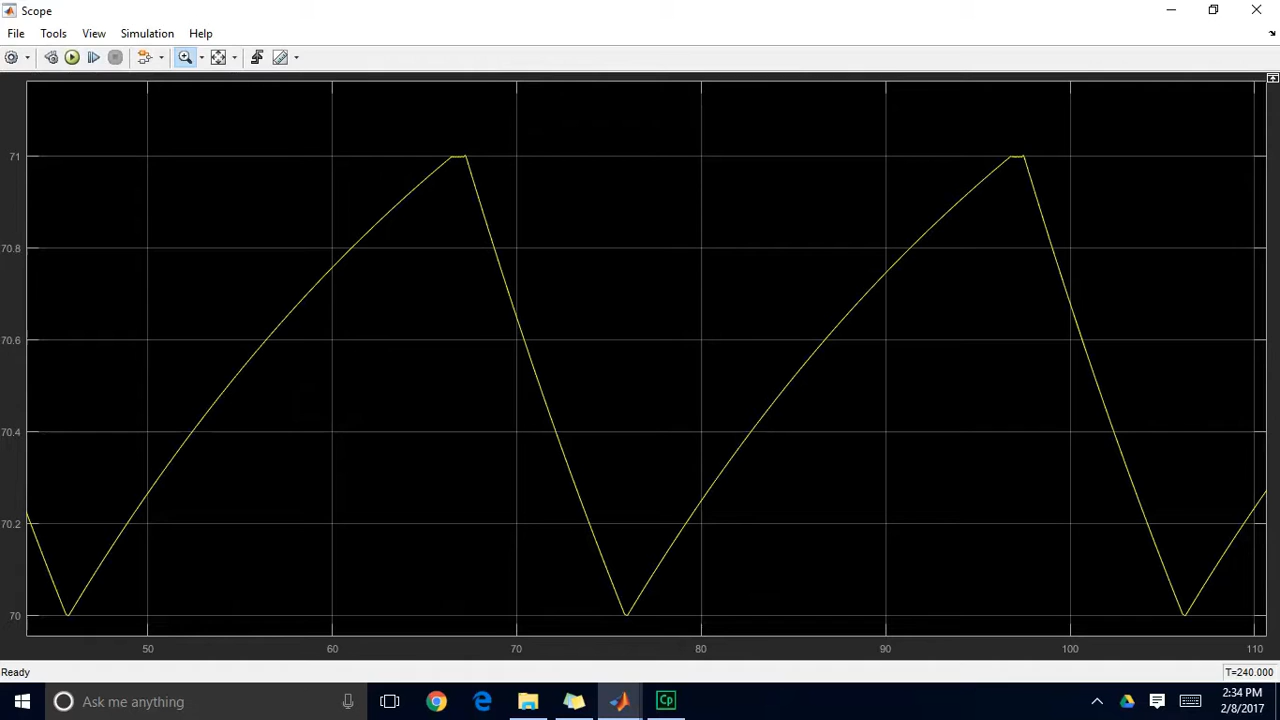 Scope
File Tools View Simulation Help
71
70.8
70.6
70.4
70.2
70
50 60 70 80 90 100 110
Ready T=240.000
Ask me anything Cp 2:34 PM
2/8/2017